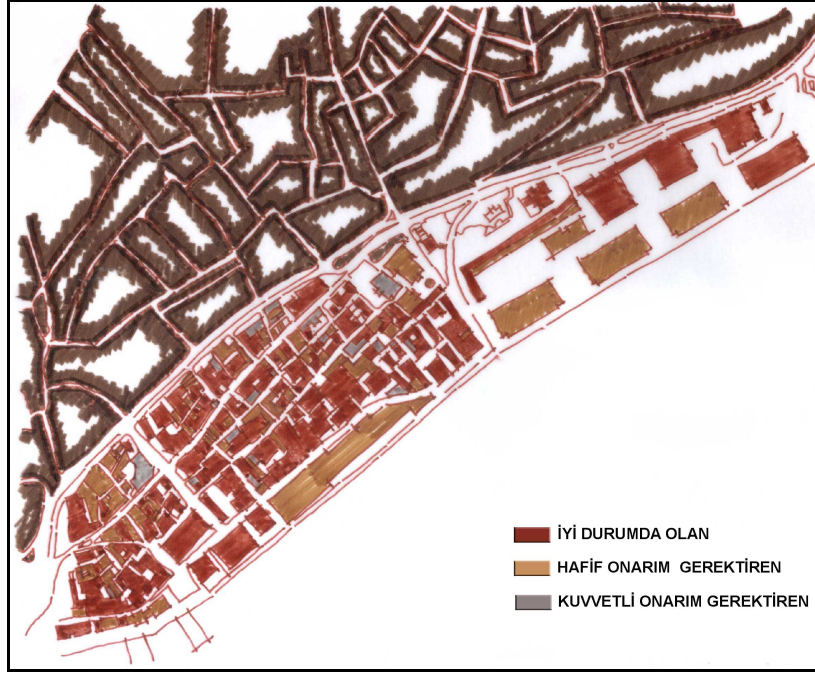 İYİ DURUMDA OLAN
HAFİF ONARIM GEREKTİREN
KUVVETLİ ONARIM GEREKTİREN